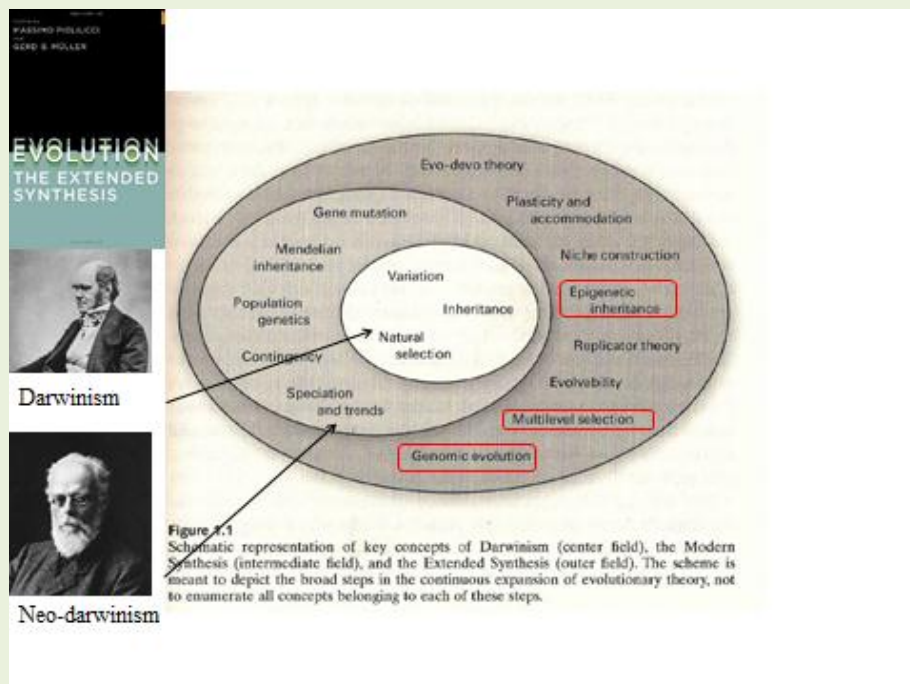 MASSIMO PIGLIUCCI
GERD B. MÜLLER
EVOLUTION
THE EXTENDED
SYNTHESIS
Darwinism
Neo-darwinism
Evo-devo theory
Plasticity and
accommodation
Niche construction
Epigenetic
inheritance
Replicator theory
Evolvability
Multilevel selection
Genomic evolution
Gene mutation
Mendelian
inheritance
Population
genetics
Contingency
Speciation
and trends
Variation
Inheritance
Natural
selection
Figure 1.1
Schematic representation of key concepts of Darwinism (center field), the Modern
Synthesis (intermediate field), and the Extended Synthesis (outer field). The scheme is
meant to depict the broad steps in the continuous expansion of evolutionary theory, not
to enumerate all concepts belonging to each of these steps.